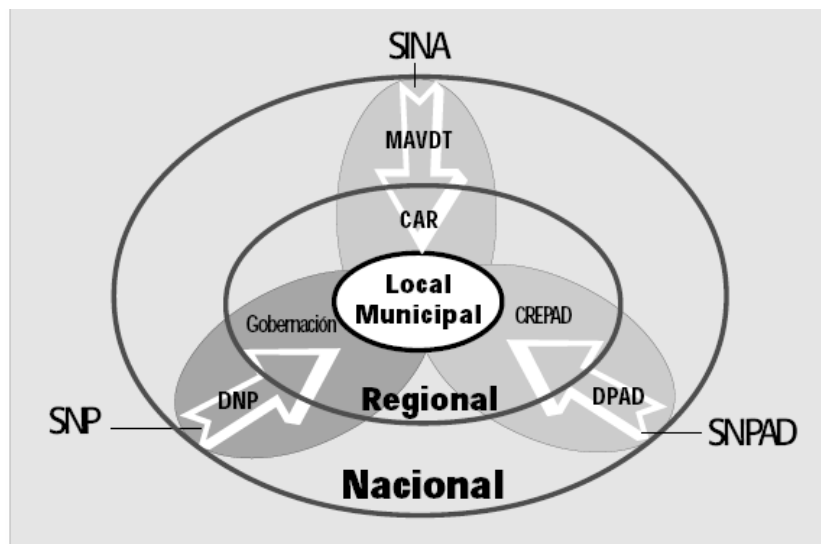 SINA
MAVDT
CAR
Local
Municipal
Gobernación
CREPAD
DNP
Regional
DPAD
SNP
SNPAD
Nacional